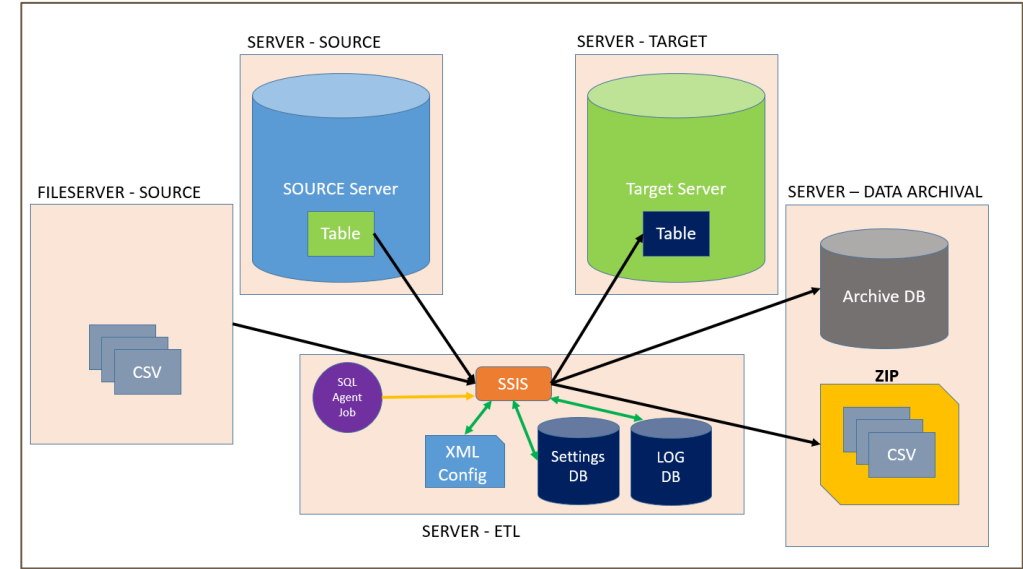 SERVER - SOURCE
SERVER - TARGET
FILESERVER - SOURCE
SERVER – DATA ARCHIVAL
SOURCE Server
Table
Target Server
Table
CSV
Archive DB
SQL
Agent
Job
SSIS
XML
Config
Settings
DB
LOG
DB
ZIP
CSV
SERVER - ETL